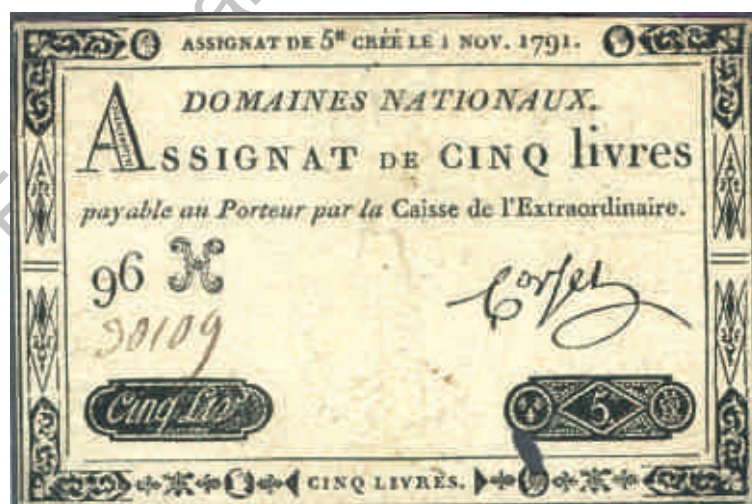 ASSIGNAT DE 5# CRÉÉ LE 1 NOV. 1791.
DOMAINES NATIONAUX.
ASSIGNAT DE CINQ livres
payable au Porteur par la Caisse de l'Extraordinaire.
96 H
30109
Corsel
Cinq Liv
5
CINQ LIVRES.